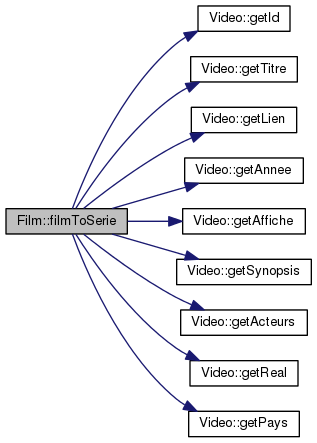 Video::getId
Video::getTitre
Video::getLien
Video::getAnnee
Film::filmToSerie
Video::getAffiche
Video::getSynopsis
Video::getActeurs
Video::getReal
Video::getPays